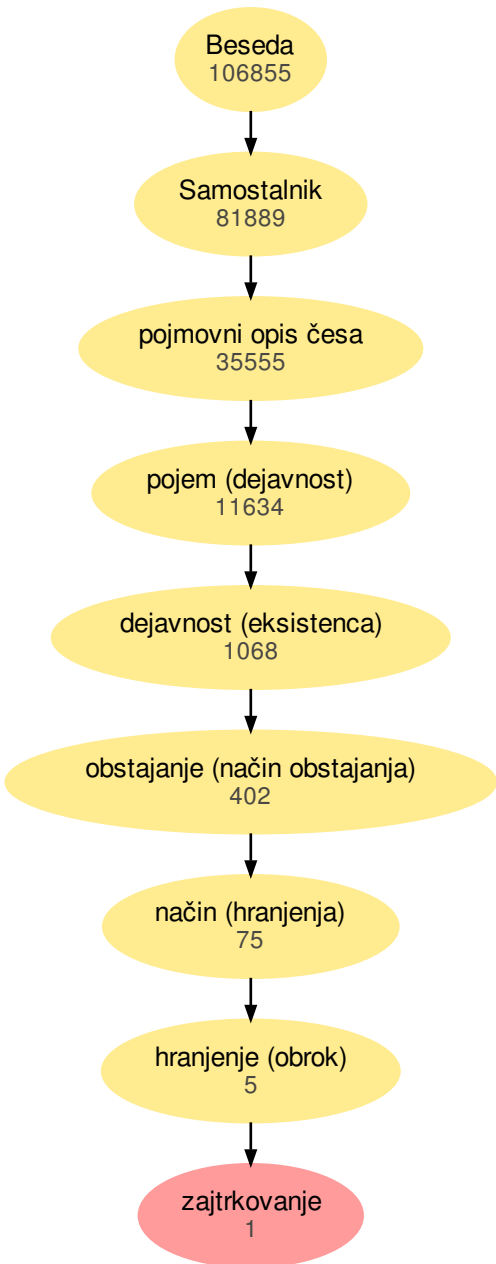 Beseda
106855
Samostalnik
81889
pojmovni opis česa
35555
pojem (dejavnost)
11634
dejavnost (eksistenca)
1068
obstajanje (način obstajanja)
402
način (hranjenja)
75
hranjenje (obrok)
5
zajtrkovanje
1